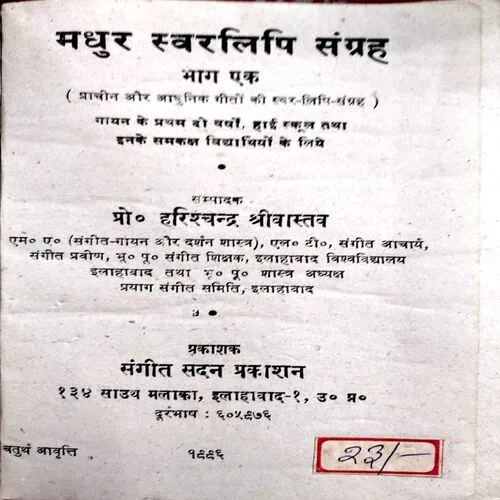 मधुर स्वरलिपि संग्रह
भाग एक
( प्राचीन और आधुनिक गीतों की स्वर-लिपि-संग्रह )
गायन के प्रथम दो वर्षों, हाई स्कूल तथा
इनके समकक्ष विद्यार्थियों के लिये
सम्पादक
प्रो० हरिश्चन्द्र श्रीवास्तव
एम० ए० (संगीत-गायन और दर्शन शास्त्र), एल० टी०, संगीत आचार्य,
संगीत प्रवीण, भू० पू० संगीत शिक्षक, इलाहाबाद विश्वविद्यालय
इलाहाबाद तथा भू० पू० शास्त्र अध्यक्ष
प्रयाग संगीत समिति, इलाहाबाद
प्रकाशक
संगीत सदन प्रकाशन
१३४ साउथ मलाका, इलाहाबाद-१, उ० प्र०
दूरभाष : ६०५९७६
चतुर्थ आवृत्ति १९९६ २३/-